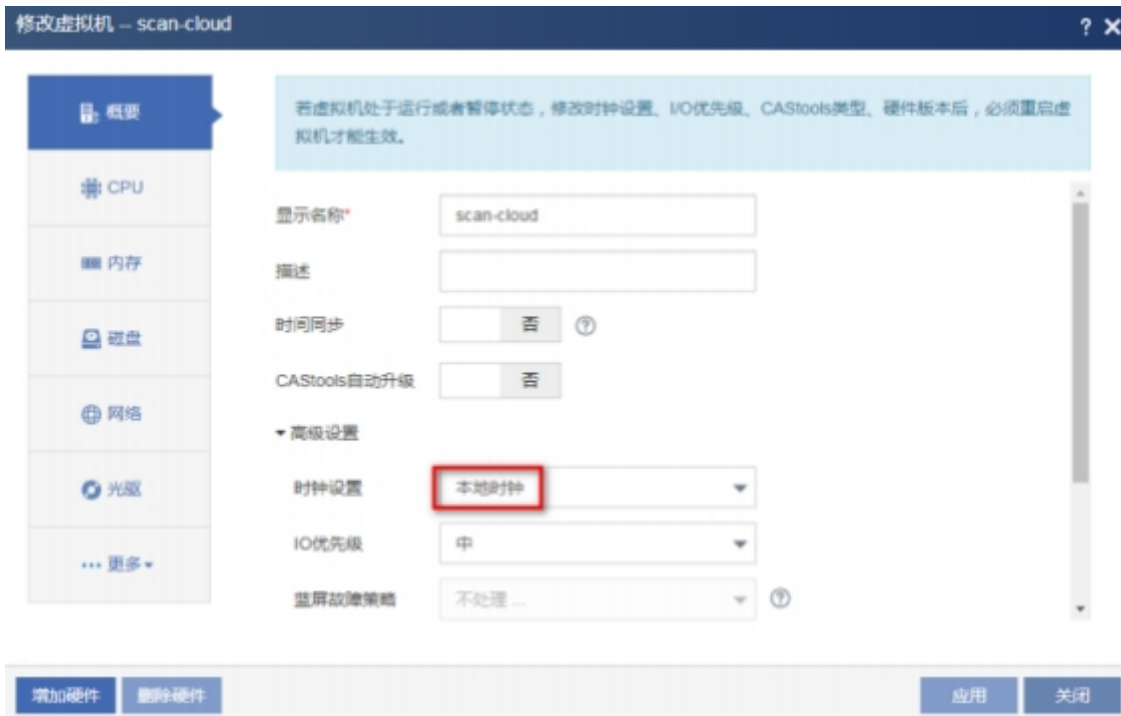 修改虚拟机 – scan-cloud
?
概要
CPU
内存
磁盘
网络
光驱
••• 更多
若虚拟机处于运行或者暂停状态，修改时钟设置、I/O优先级、CAStools类型、硬件版本后，必须重启虚
拟机才能生效。
显示名称* scan-cloud
描述
时间同步 否 ?
CAStools自动升级 否
高级设置
时钟设置 本地时钟
IO优先级 中
蓝屏故障策略 不处理 ... ?
增加硬件 删除硬件 应用 关闭